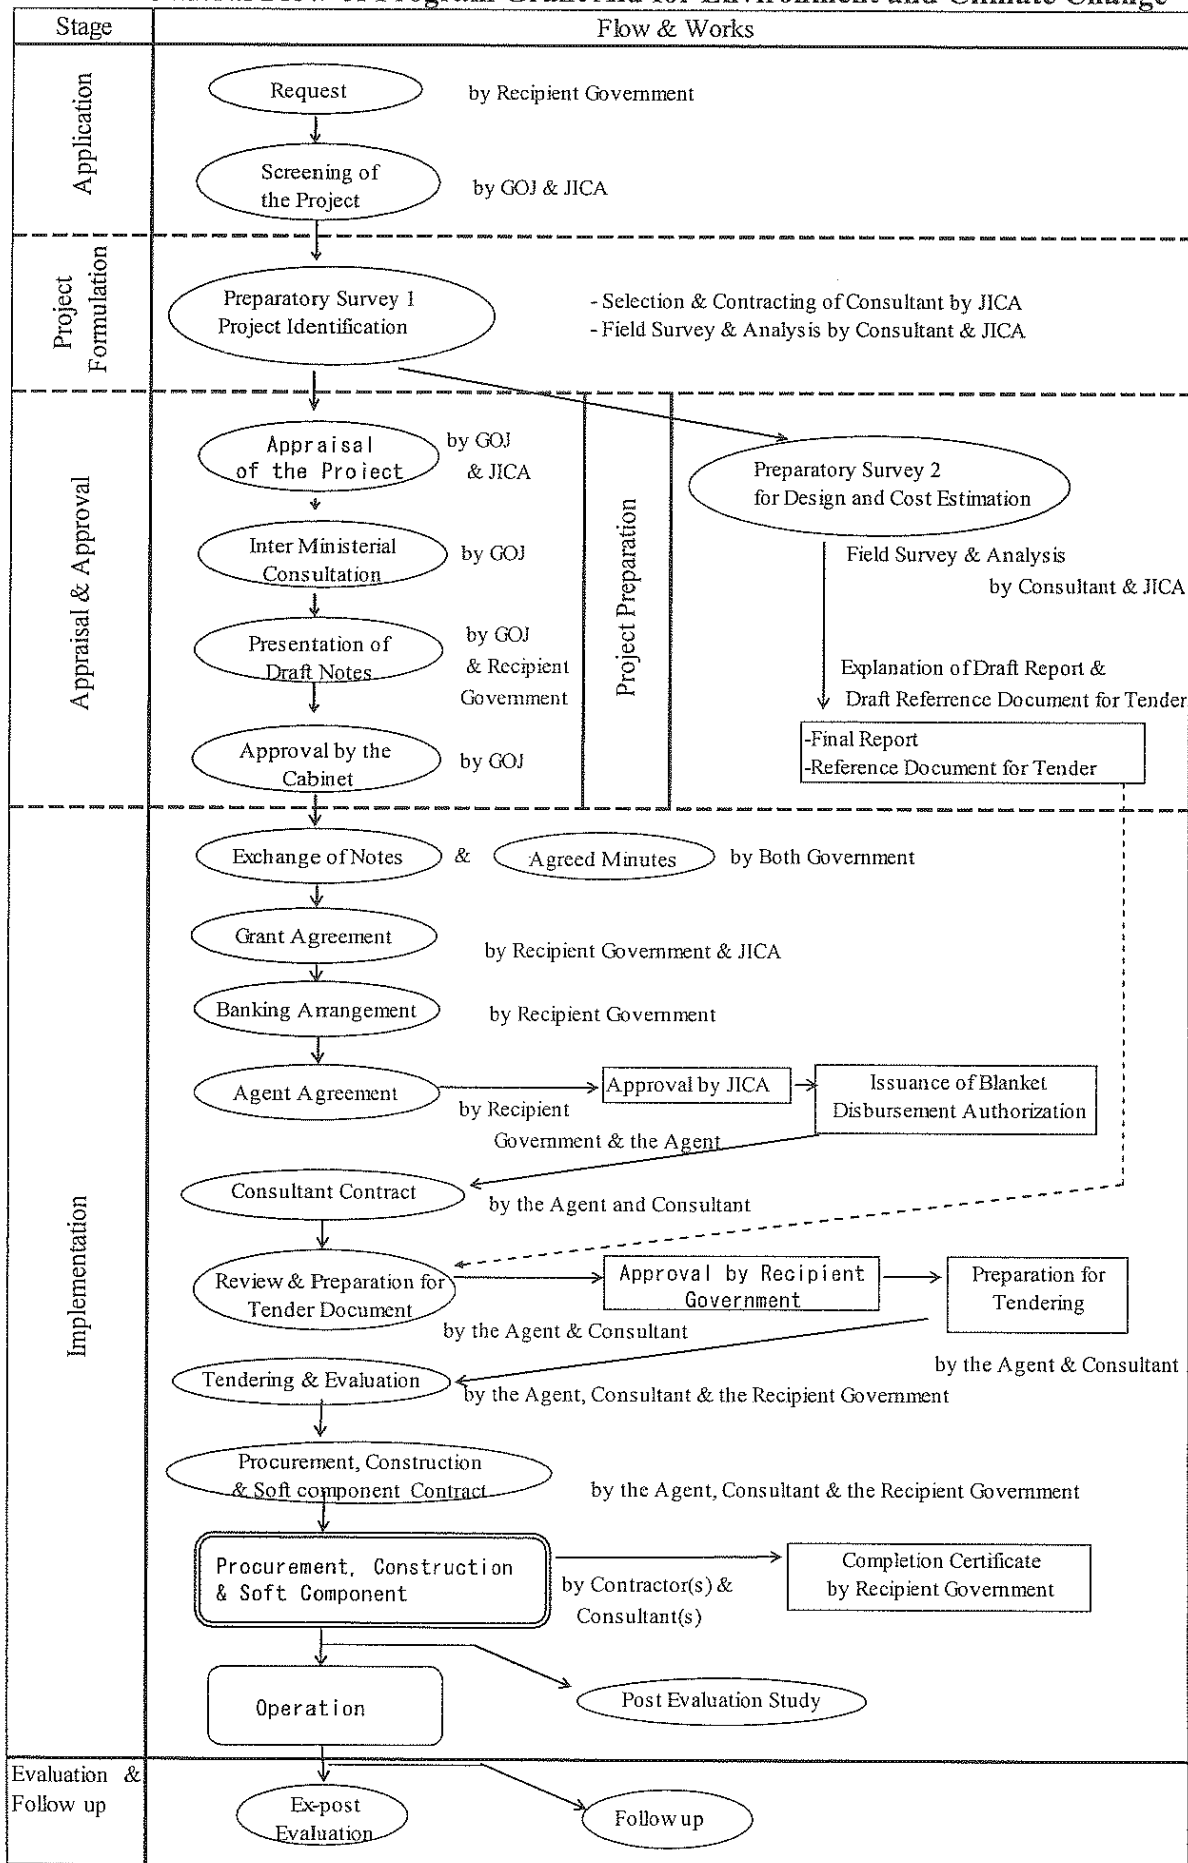 Flow of Program Grant Aid for Environment and Climate Change
Stage
Flow & Works
Application
Request
by Recipient Government
Screening of
the Project
by GOJ & JICA
Project
Formulation
Preparatory Survey 1
Project Identification
- Selection & Contracting of Consultant by JICA
- Field Survey & Analysis by Consultant & JICA
Appraisal & Approval
Appraisal
of the Project
by GOJ
& JICA
Inter Ministerial
Consultation
by GOJ
Presentation of
Draft Notes
by GOJ
& Recipient
Government
Approval by the
Cabinet
by GOJ
Project Preparation
Preparatory Survey 2
for Design and Cost Estimation
Field Survey & Analysis
by Consultant & JICA
Explanation of Draft Report &
Draft Referrence Document for Tender
-Final Report
-Reference Document for Tender
Implementation
Exchange of Notes
&
Agreed Minutes
by Both Government
Grant Agreement
by Recipient Government & JICA
Banking Arrangement
by Recipient Government
Agent Agreement
by Recipient
Government & the Agent
Approval by JICA
Issuance of Blanket
Disbursement Authorization
Consultant Contract
by the Agent and Consultant
Review & Preparation for
Tender Document
by the Agent & Consultant
Approval by Recipient
Government
Preparation for
Tendering
by the Agent & Consultant
Tendering & Evaluation
by the Agent, Consultant & the Recipient Government
Procurement, Construction
& Soft component Contract
by the Agent, Consultant & the Recipient Government
Procurement, Construction
& Soft Component
by Contractor(s) &
Consultant(s)
Completion Certificate
by Recipient Government
Operation
Post Evaluation Study
Evaluation &
Follow up
Ex-post
Evaluation
Follow up